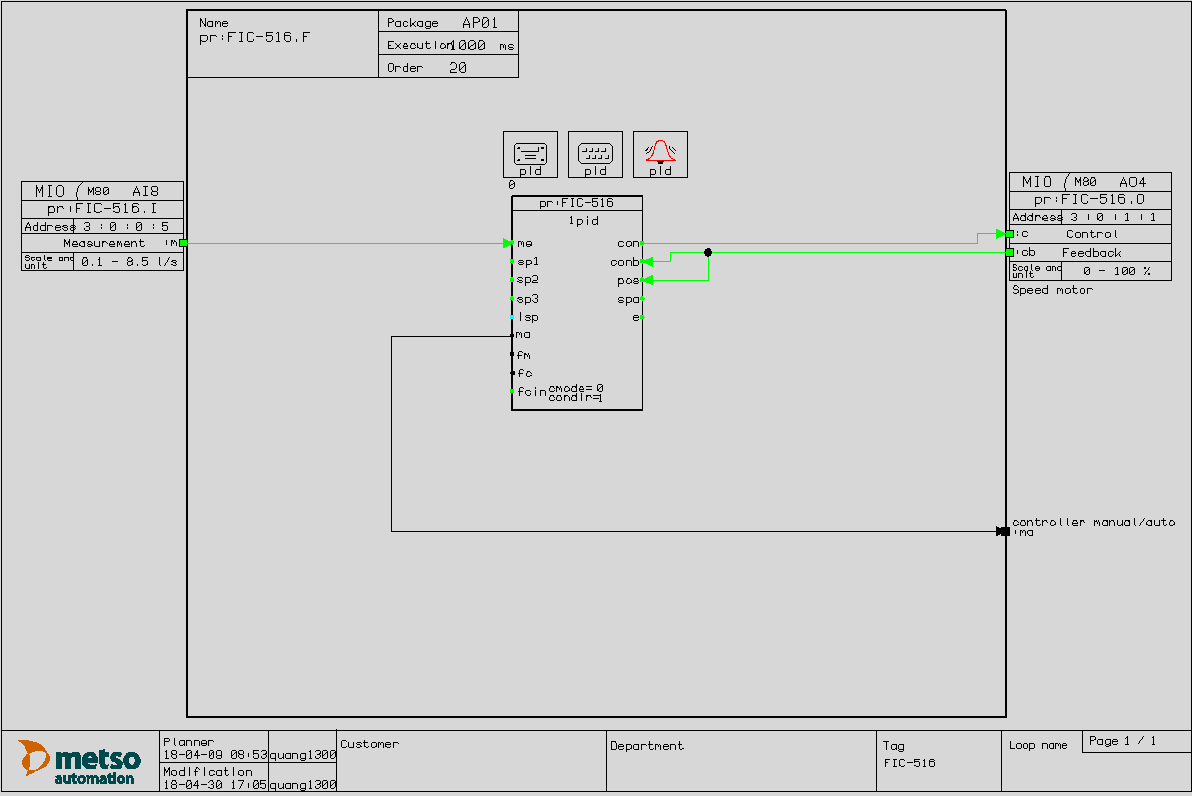 Name
pr:FIC-516.F
Package AP01
Execution 1000 ms
Order 20
pid
pid
pid
0
MIO ( M80 AI8
pr:FIC-516.I
Address 3 : 0 : 0 : 5
Measurement :m
Scale and unit 0.1 - 8.5 l/s
pr:FIC-516
1pid
me con
sp1 conb
sp2 pos
sp3 spa
lsp e
ma
fm
fc
fcin cmode= 0
condir=1
MIO ( M80 AO4
pr:FIC-516.O
Address 3 : 0 : 1 : 1
:c Control
:cb Feedback
Scale and unit 0 - 100 %
Speed motor
controller manual/auto
:ma
metso
automation
Planner
18-04-09 08:53 quang1300
Modification
18-04-30 17:05 quang1300
Customer
Department
Tag
FIC-516
Loop name
Page 1 / 1